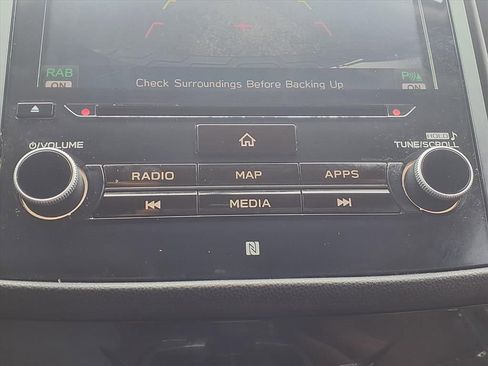 RAB
ON
P
ON
Check Surroundings Before Backing Up
HOLD
⏻/VOLUME
TUNE/SCROLL
RADIO
MAP
APPS
MEDIA
N